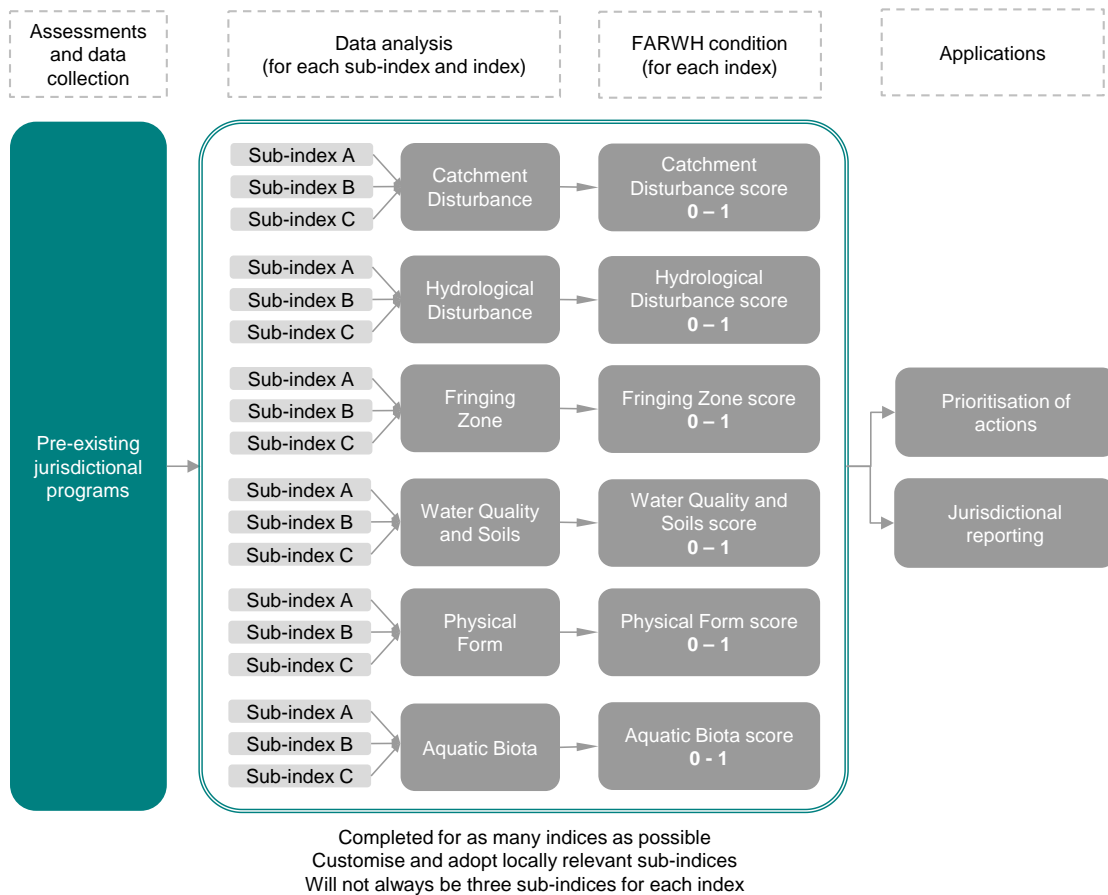 Assessments
and data
collection
Data analysis
(for each sub-index and index)
FARWH condition
(for each index)
Applications
Pre-existing
jurisdictional
programs
Sub-index A
Sub-index B
Sub-index C
Catchment
Disturbance
Catchment
Disturbance score
0 – 1
Sub-index A
Sub-index B
Sub-index C
Hydrological
Disturbance
Hydrological
Disturbance score
0 – 1
Sub-index A
Sub-index B
Sub-index C
Fringing
Zone
Fringing Zone score
0 – 1
Sub-index A
Sub-index B
Sub-index C
Water Quality
and Soils
Water Quality and
Soils score
0 – 1
Sub-index A
Sub-index B
Sub-index C
Physical
Form
Physical Form score
0 – 1
Sub-index A
Sub-index B
Sub-index C
Aquatic Biota
Aquatic Biota score
0 - 1
Prioritisation of
actions
Jurisdictional
reporting
Completed for as many indices as possible
Customise and adopt locally relevant sub-indices
Will not always be three sub-indices for each index